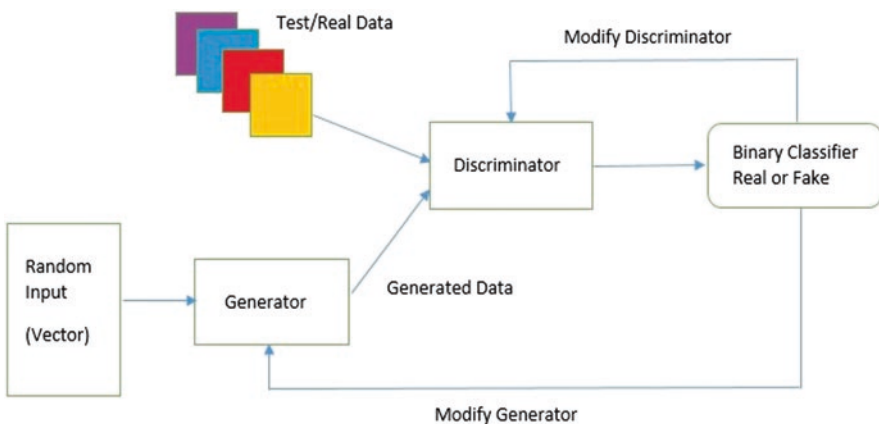 Test/Real Data
Modify Discriminator
Discriminator
Binary Classifier
Real or Fake
Random
Input
(Vector)
Generator
Generated Data
Modify Generator